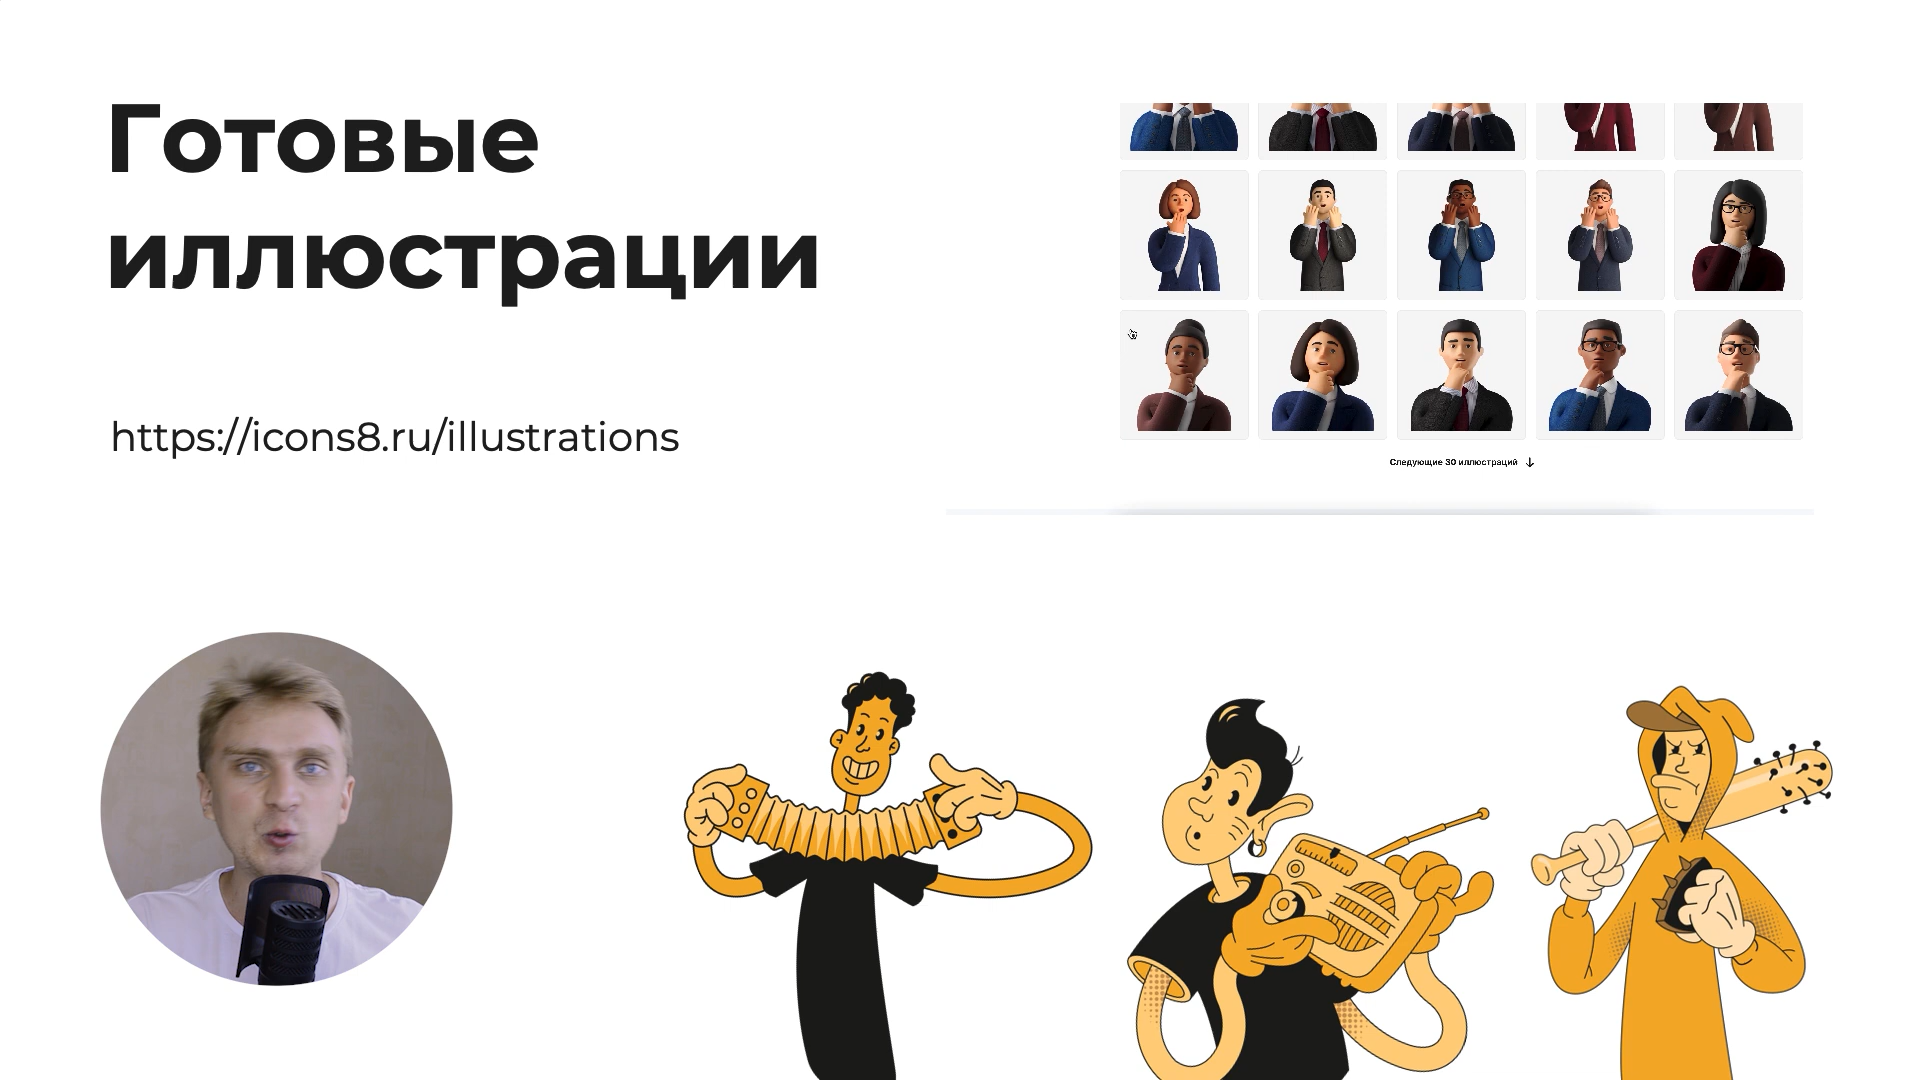 Готовые
иллюстрации
https://icons8.ru/illustrations
Следующие 30 иллюстраций